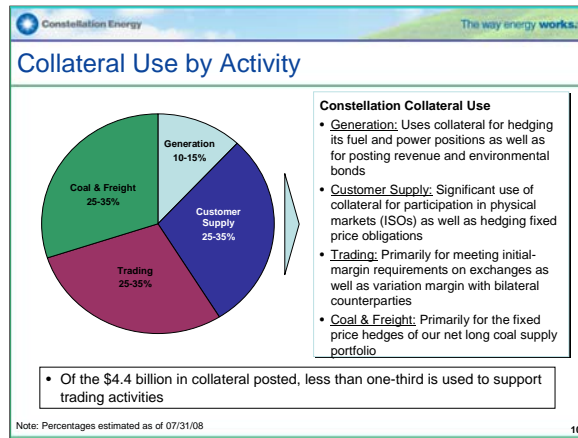 Constellation Energy
The way energy works.
Collateral Use by Activity
Generation
10-15%
Coal & Freight
25-35%
Customer
Supply
25-35%
Trading
25-35%
Constellation Collateral Use
• Generation: Uses collateral for hedging
its fuel and power positions as well as
for posting revenue and environmental
bonds
• Customer Supply: Significant use of
collateral for participation in physical
markets (ISOs) as well as hedging fixed
price obligations
• Trading: Primarily for meeting initial-
margin requirements on exchanges as
well as variation margin with bilateral
counterparties
• Coal & Freight: Primarily for the fixed
price hedges of our net long coal supply
portfolio
• Of the $4.4 billion in collateral posted, less than one-third is used to support
trading activities
Note: Percentages estimated as of 07/31/08